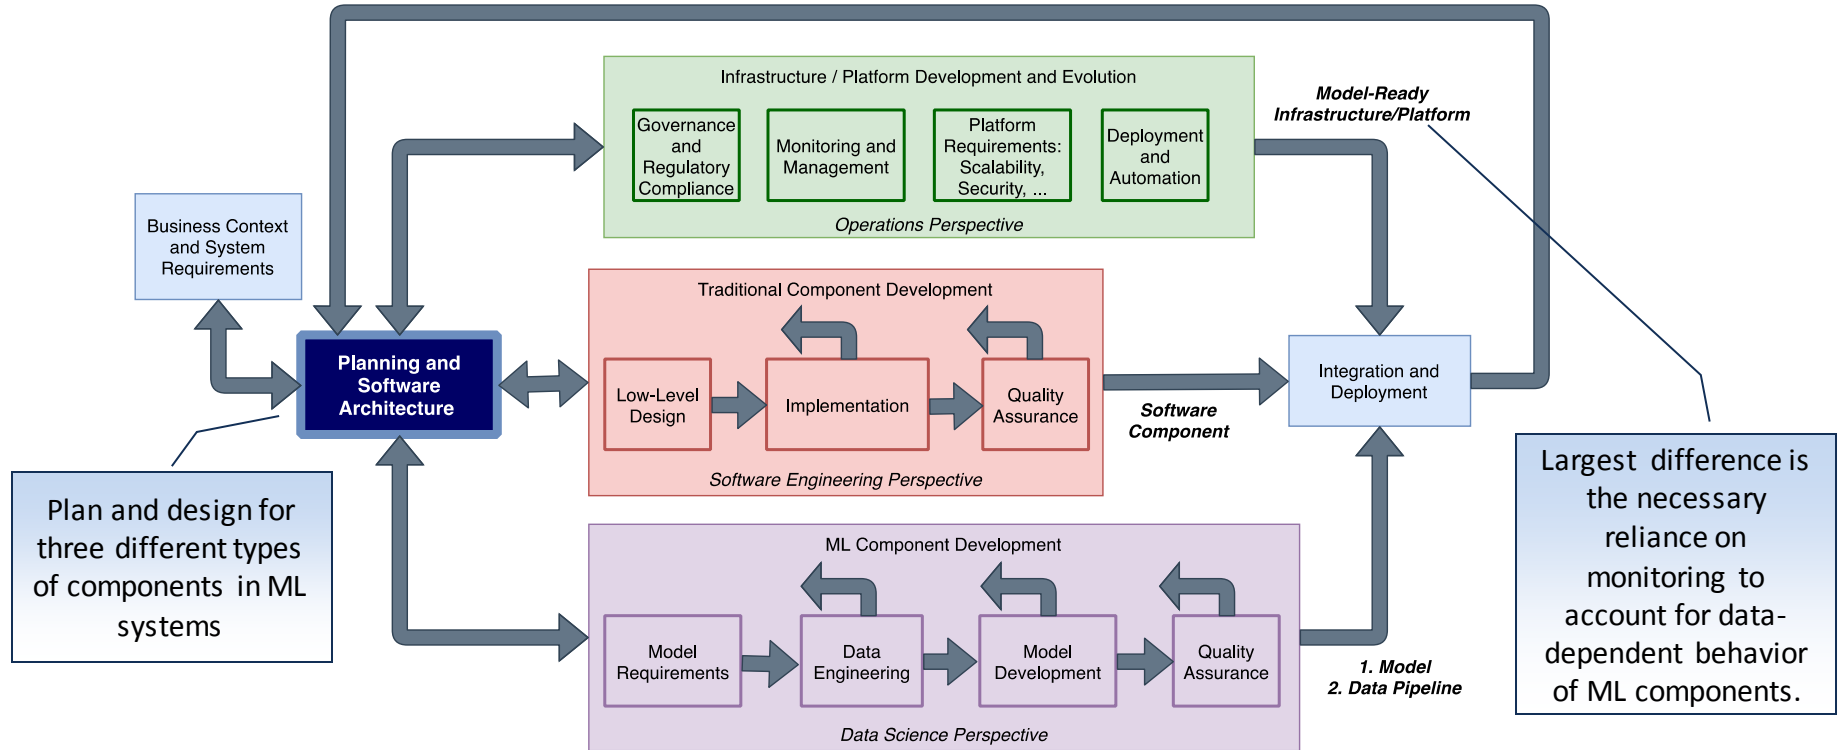 Infrastructure / Platform Development and Evolution
Governance
and
Regulatory
Compliance
Monitoring and
Management
Platform
Requirements:
Scalability,
Security, ...
Deployment
and
Automation
Operations Perspective
Model-Ready
Infrastructure/Platform
Business Context
and System
Requirements
Planning and
Software
Architecture
Traditional Component Development
Low-Level
Design
Implementation
Quality
Assurance
Software Engineering Perspective
Software
Component
Integration and
Deployment
Plan and design for
three different types
of components in ML
systems
ML Component Development
Model
Requirements
Data
Engineering
Model
Development
Quality
Assurance
Data Science Perspective
1. Model
2. Data Pipeline
Largest difference is
the necessary
reliance on
monitoring to
account for data-
dependent behavior
of ML components.